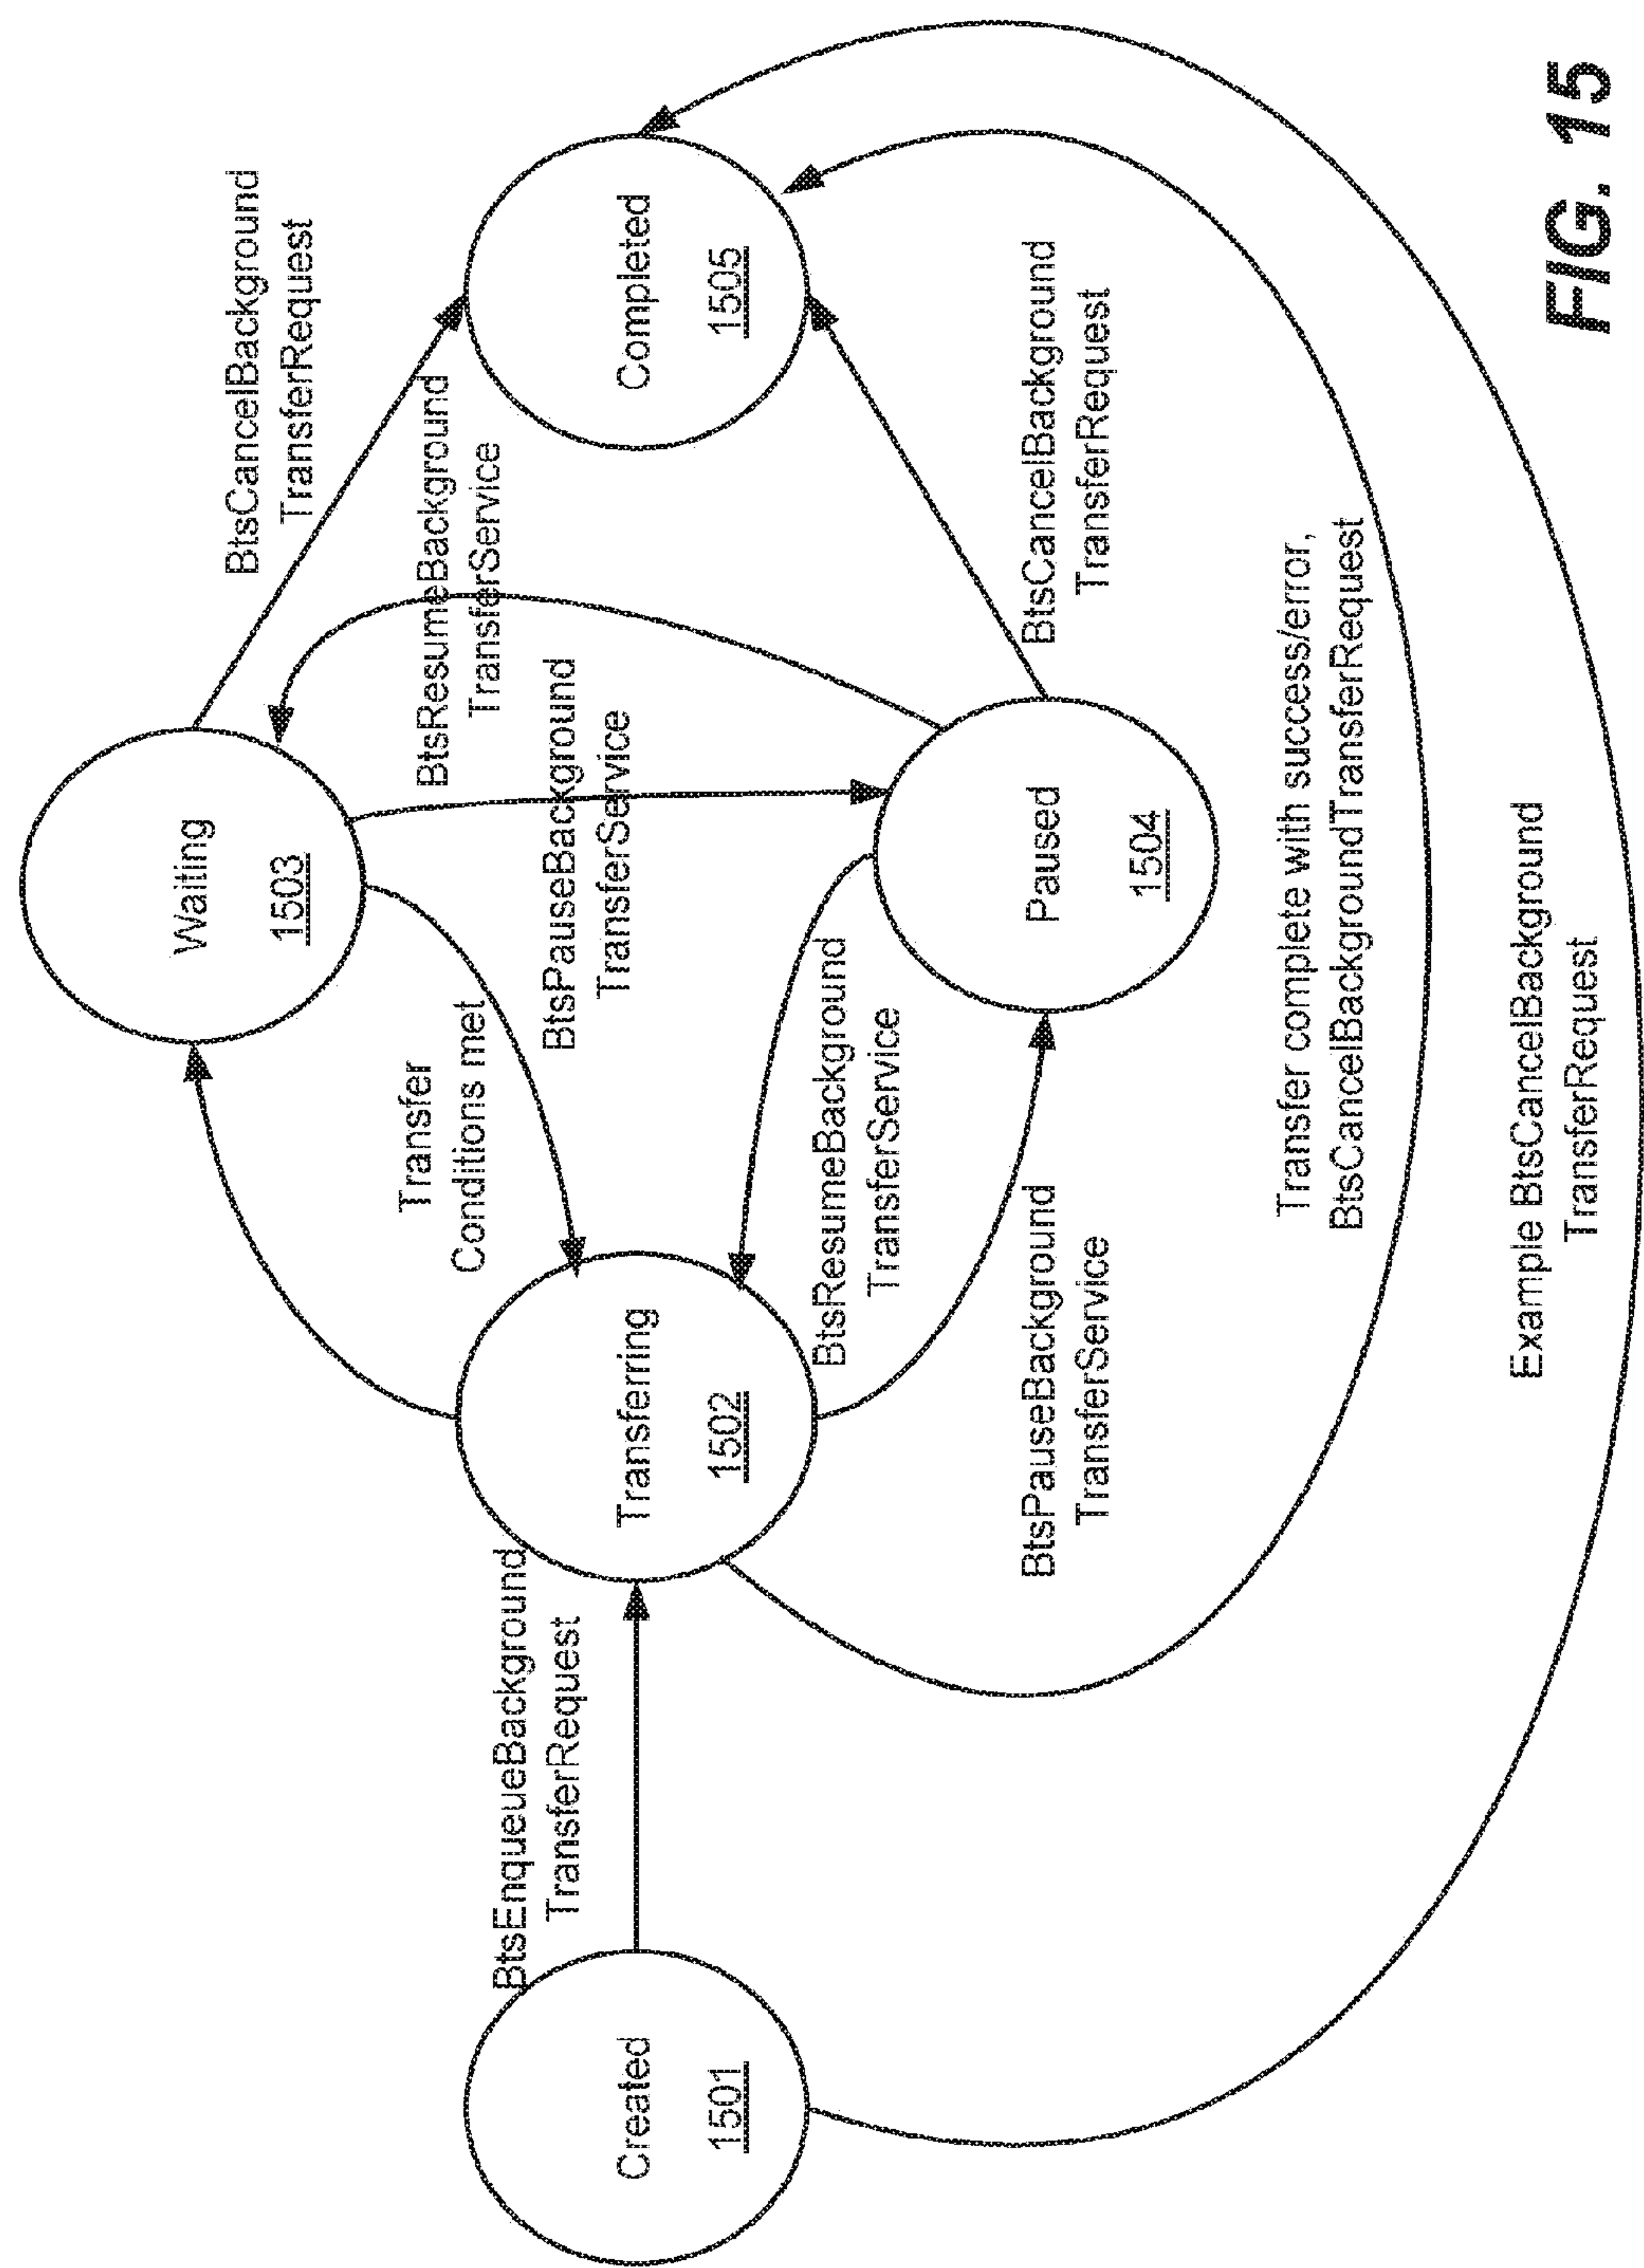 BtsCancelBackground
TransferRequest
Waiting
1503
BtsResumeBackground
TransferService
Transfer
Conditions met
BtsPauseBackground
TransferService
BtsEnqueueBackground
TransferRequest
Created
1501
Transferring
1502
Completed
1505
BtsResumeBackground
TransferService
Paused
1504
BtsPauseBackground
TransferService
BtsCancelBackground
TransferRequest
Transfer complete with success/error,
BtsCancelBackgroundTransferRequest
Example BtsCancelBackground
TransferRequest
FIG. 15